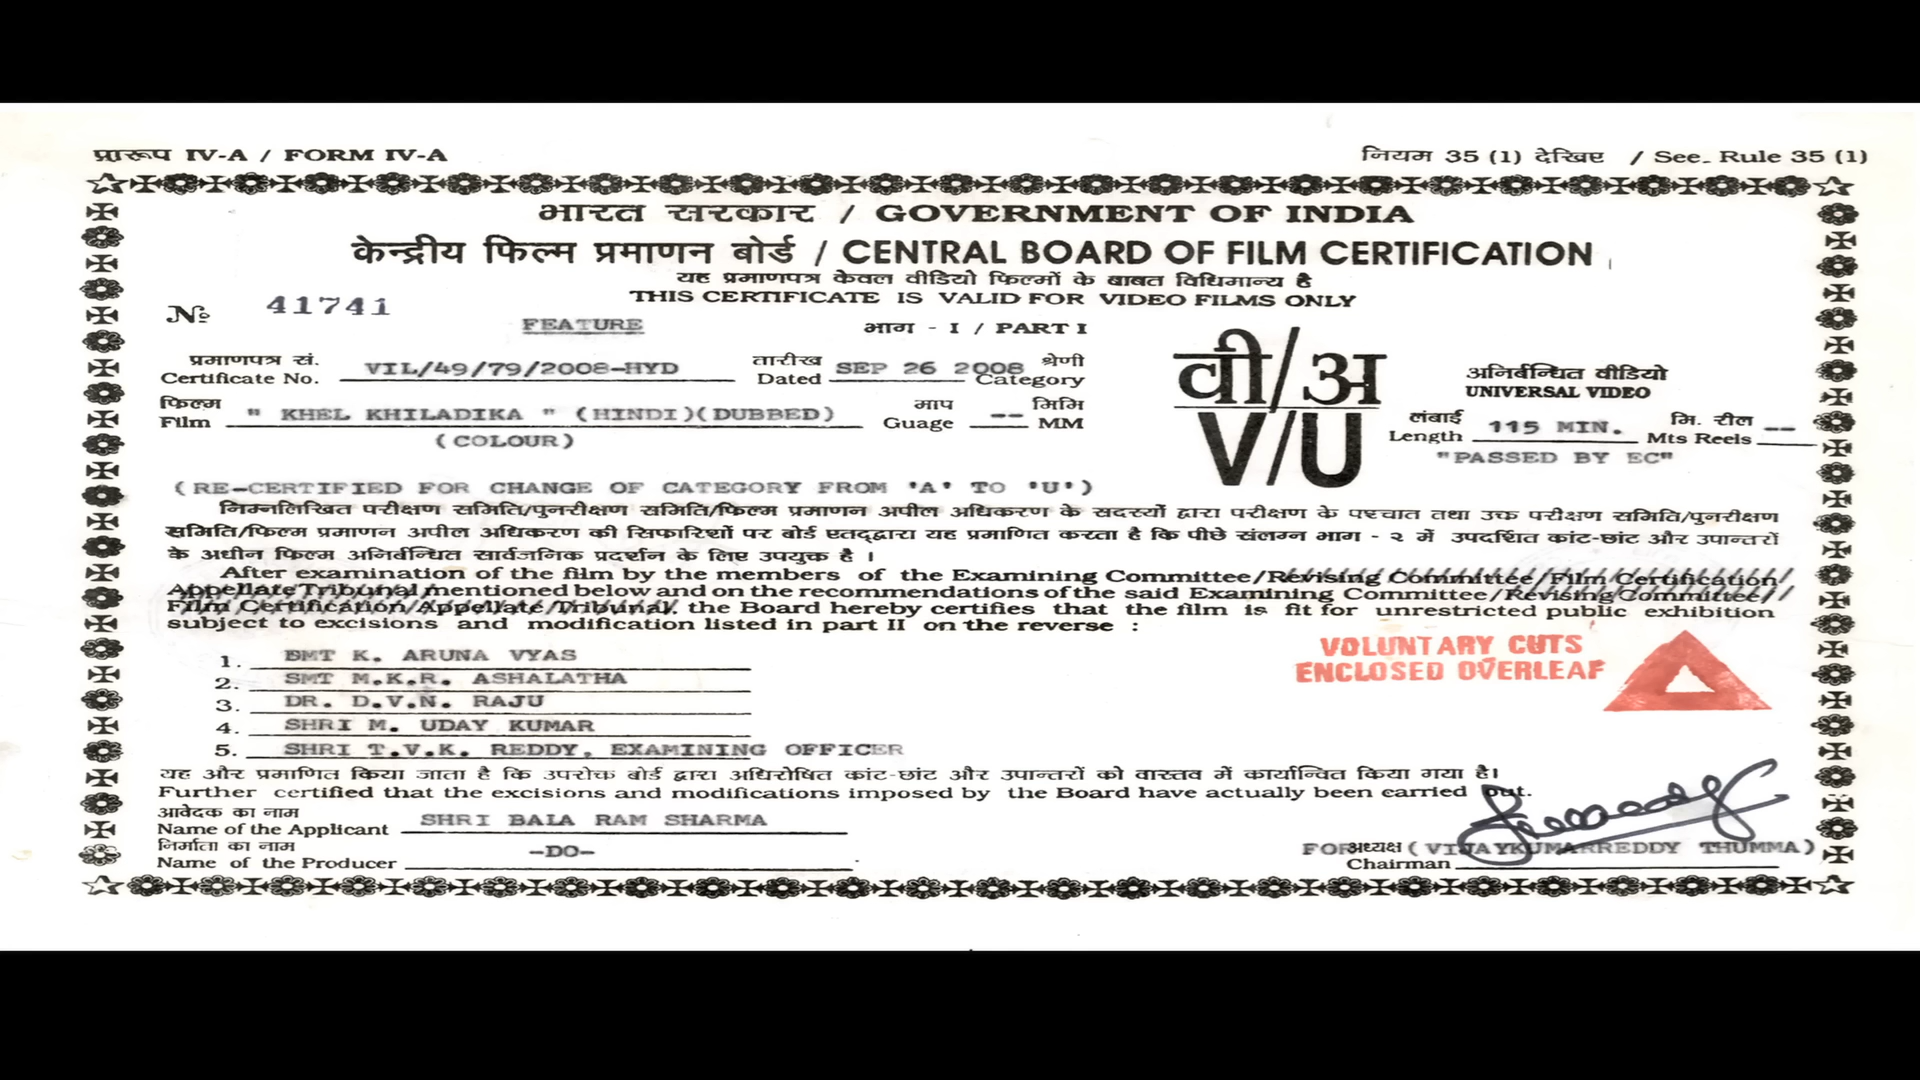 प्रारूप IV-A / FORM IV-A
नियम 35 (1) देखिए / See. Rule 35 (1)
भारत सरकार / GOVERNMENT OF INDIA
केन्द्रीय फिल्म प्रमाणन बोर्ड / CENTRAL BOARD OF FILM CERTIFICATION
यह प्रमाणपत्र केवल वीडियो फिल्मों के बाबत विधिमान्य है
THIS CERTIFICATE IS VALID FOR VIDEO FILMS ONLY
№ 41741
FEATURE
भाग - I / PART I
प्रमाणपत्र सं.
Certificate No. VIL/49/79/2008-HYD
तारीख
Dated SEP 26 2008
श्रेणी
Category
वी/अ
V/U
अनिर्बन्धित वीडियो
UNIVERSAL VIDEO
फिल्म
Film " KHEL KHILADIKA " (HINDI)(DUBBED)
(COLOUR)
माप -- मिमि
Guage MM
लंबाई 115 MIN. मि. रील --
Length Mts Reels
"PASSED BY EC"
(RE-CERTIFIED FOR CHANGE OF CATEGORY FROM 'A' TO 'U')
निम्नलिखित परीक्षण समिति/पुनरीक्षण समिति/फिल्म प्रमाणन अपील अधिकरण के सदस्यों द्वारा परीक्षण के पश्चात तथा उक्त परीक्षण समिति/पुनरीक्षण
समिति/फिल्म प्रमाणन अपील अधिकरण की सिफारिशों पर बोर्ड एतद्द्वारा यह प्रमाणित करता है कि पीछे संलग्न भाग - २ में उपदर्शित कांट-छांट और उपान्तरों
के अधीन फिल्म अनिर्बन्धित सार्वजनिक प्रदर्शन के लिए उपयुक्त है ।
After examination of the film by the members of the Examining Committee/Revising Committee/Film Certification
Appellate Tribunal mentioned below and on the recommendations of the said Examining Committee/Revising Committee/
Film Certification/Appellate Tribunal. the Board hereby certifies that the film is fit for unrestricted public exhibition
subject to excisions and modification listed in part II on the reverse :
VOLUNTARY CUTS
ENCLOSED OVERLEAF
1. SMT K. ARUNA VYAS
2. SMT M.K.R. ASHALATHA
3. DR. D.V.N. RAJU
4. SHRI M. UDAY KUMAR
5. SHRI T.V.K. REDDY, EXAMINING OFFICER
यह और प्रमाणित किया जाता है कि उपरोक्त बोर्ड द्वारा अधिरोपित कांट-छांट और उपान्तरों को वास्तव में कार्यान्वित किया गया है।
Further certified that the excisions and modifications imposed by the Board have actually been carried out.
आवेदक का नाम
Name of the Applicant SHRI BALA RAM SHARMA
निर्माता का नाम
Name of the Producer -DO-
FOR अध्यक्ष ( VIJAYKUMARREDDY THUMMA )
Chairman